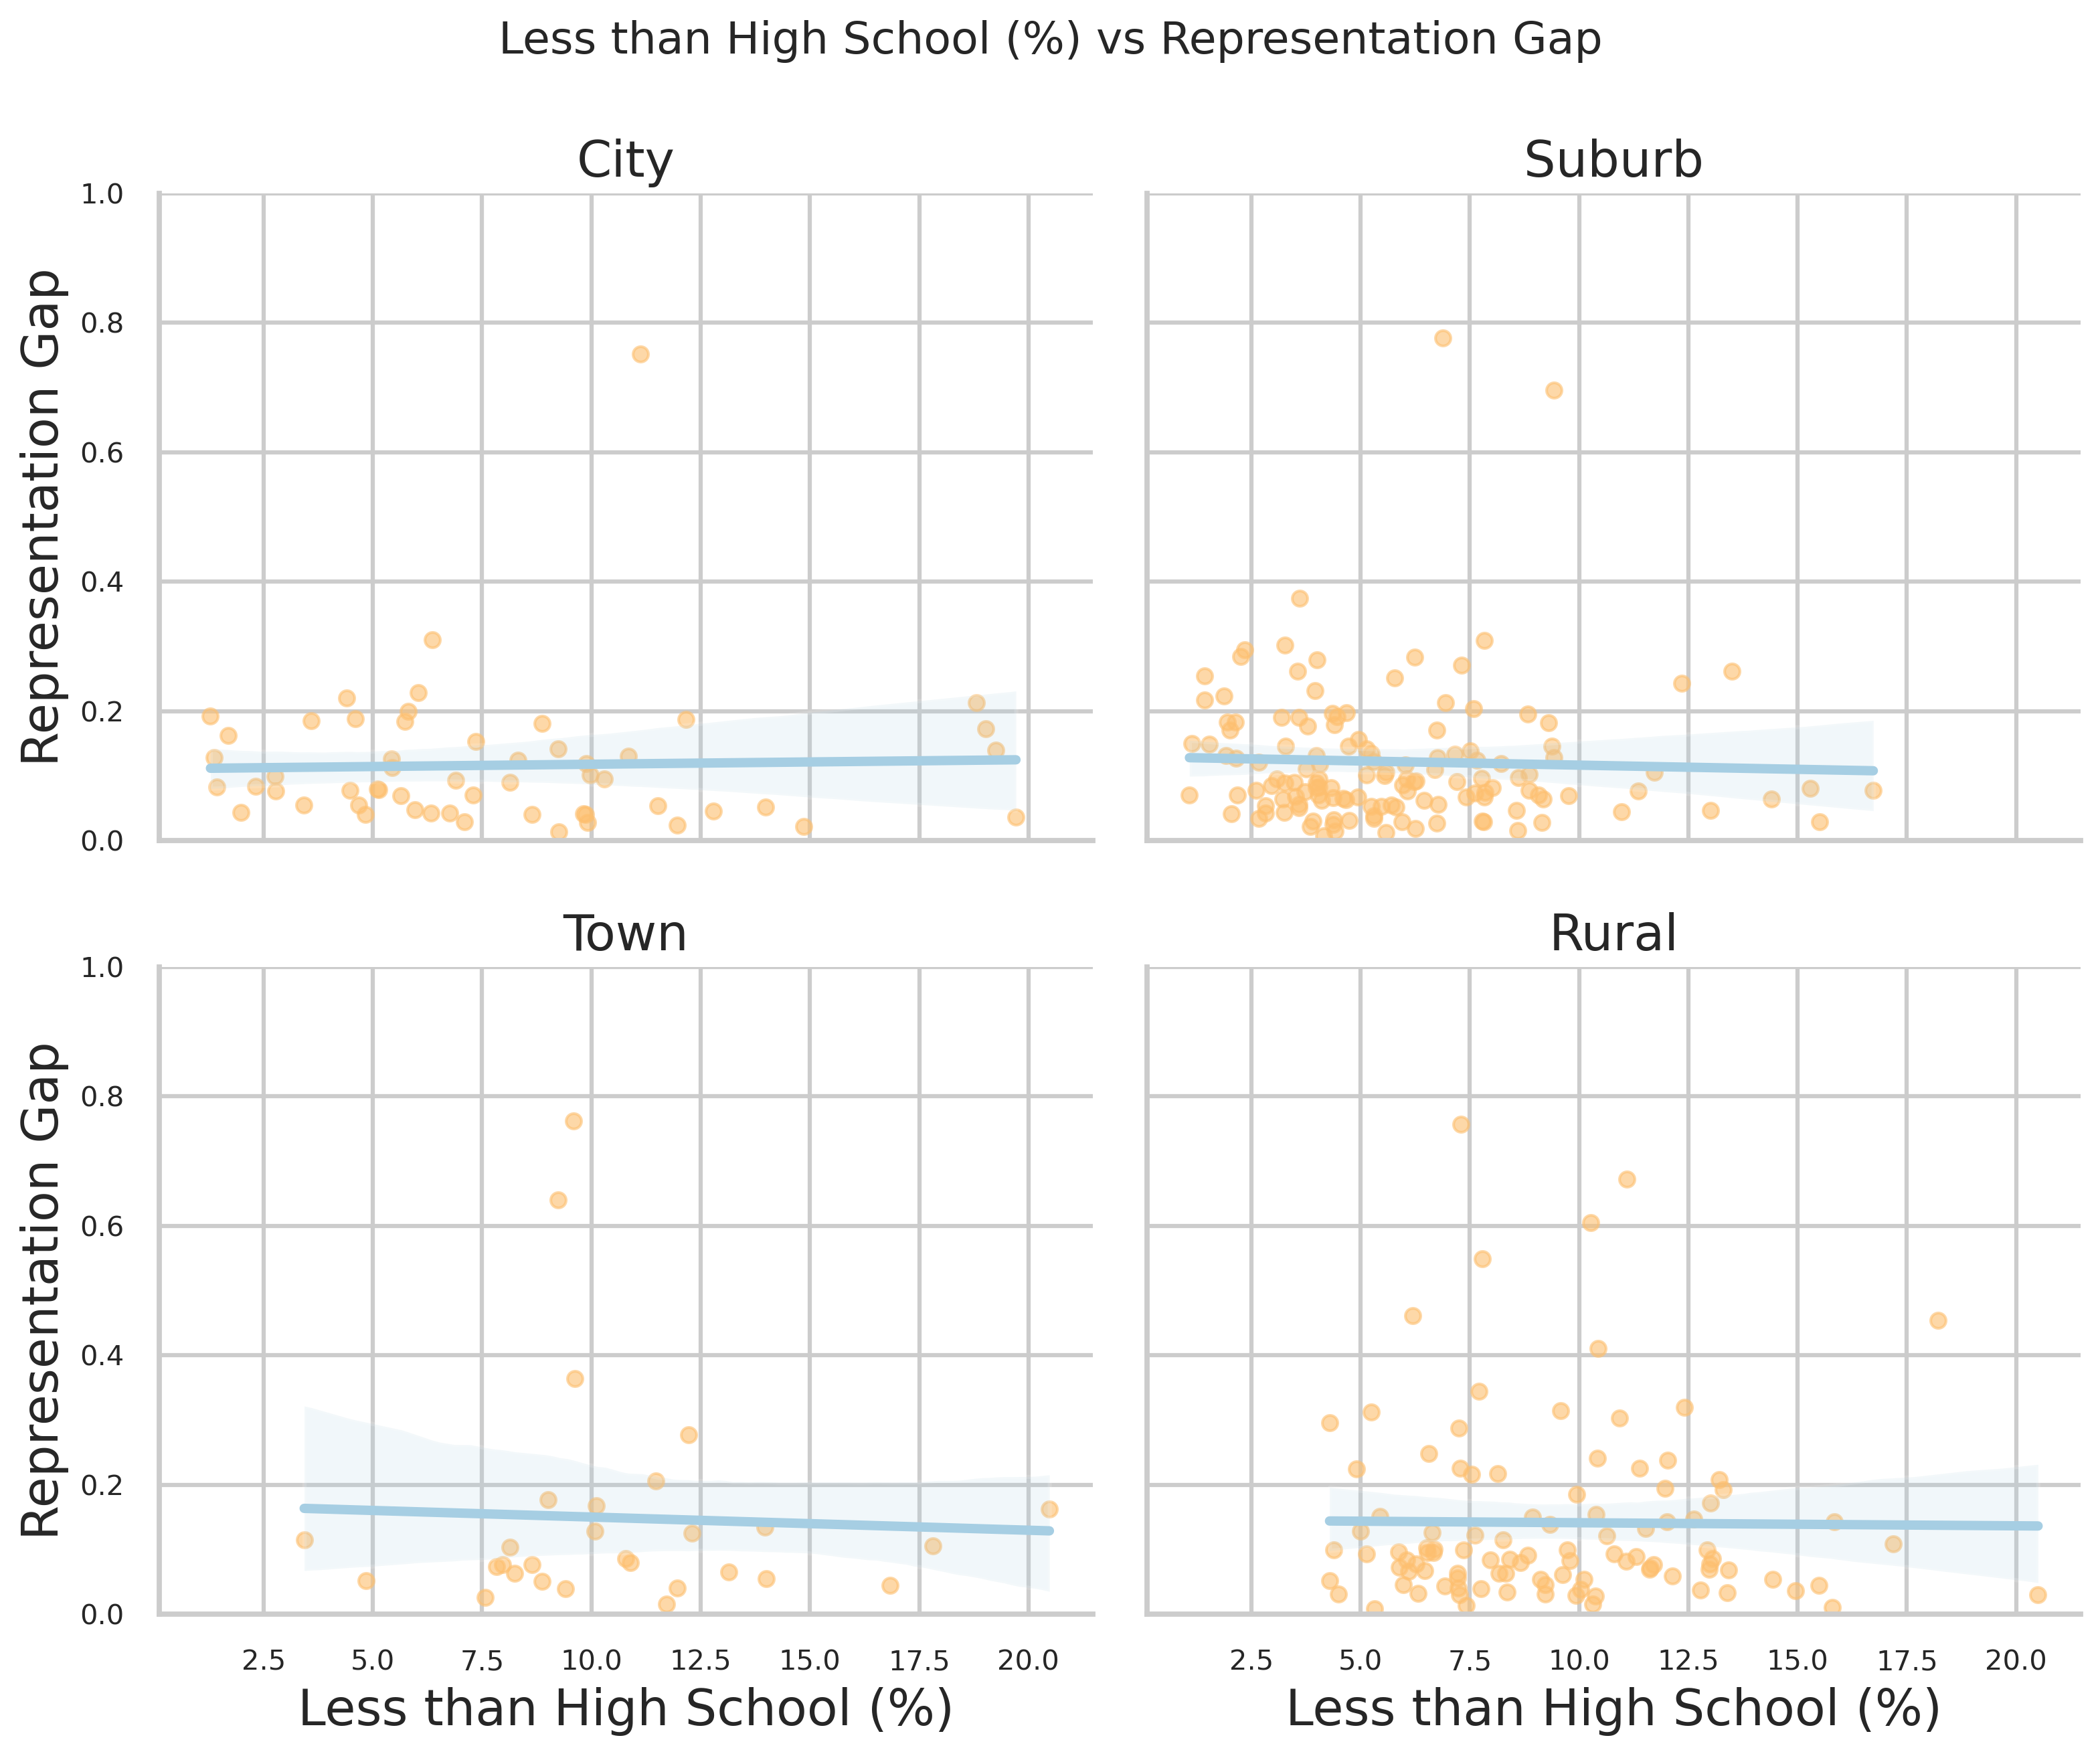 Less than High School (%) vs Representation Gap
City
Suburb
1.0
0.8
0.6
0.4
0.2
0.0
Representation Gap
Town
Rural
1.0
0.8
0.6
0.4
0.2
0.0
Representation Gap
2.5 5.0 7.5 10.0 12.5 15.0 17.5 20.0
2.5 5.0 7.5 10.0 12.5 15.0 17.5 20.0
Less than High School (%)
Less than High School (%)